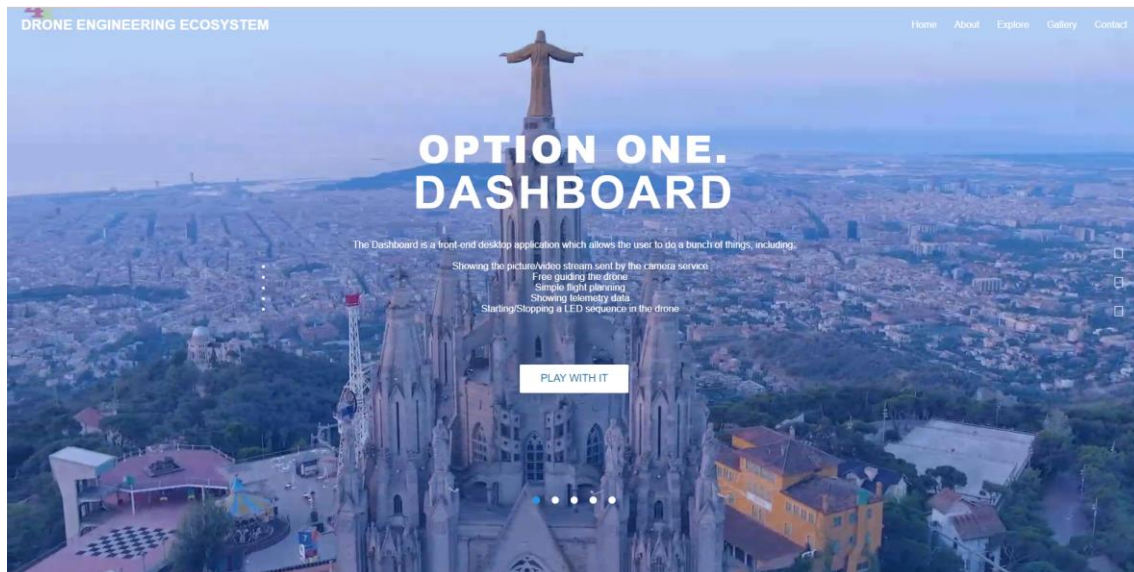 DRONE ENGINEERING ECOSYSTEM
Home About Explore Gallery Contact
OPTION ONE.
DASHBOARD
The Dashboard is a front-end desktop application which allows the user to do a bunch of things, including:
Showing the picture/video stream sent by the camera service
Free guiding the drone
Simple flight planning
Showing telemetry data
Starting/Stopping a LED sequence in the drone
PLAY WITH IT